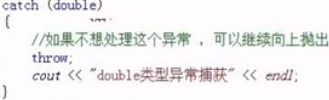 catch (double)
{
//如果不想处理这个异常 ，可以继续向上抛出
throw;
cout << "double类型异常捕获" << endl;
}